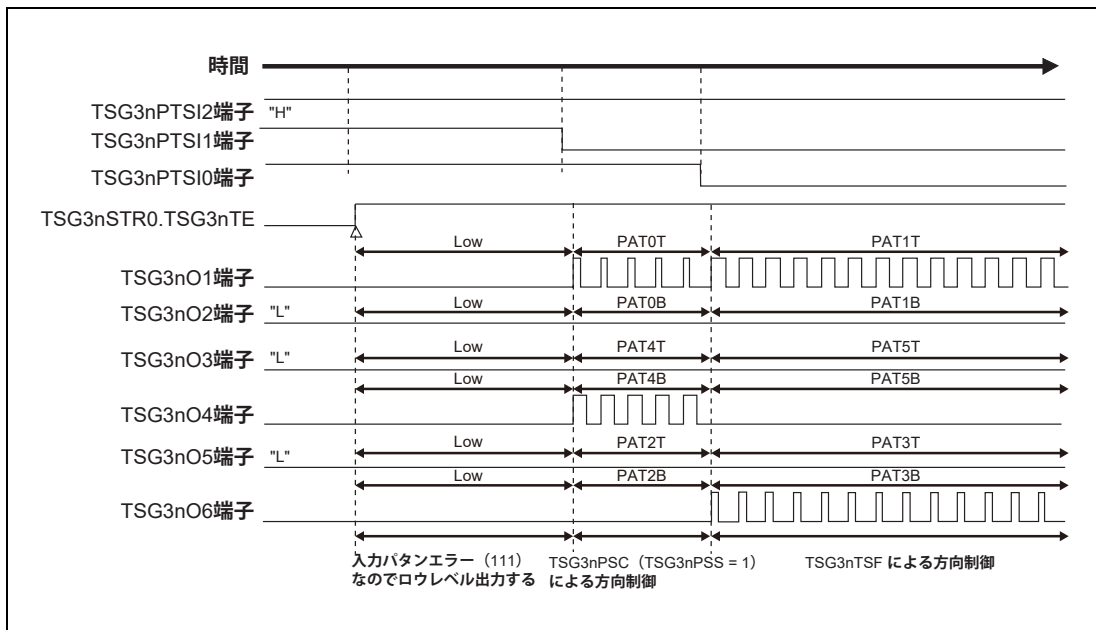 時間
TSG3nPTSI2端子 "H"
TSG3nPTSI1端子
TSG3nPTSI0端子
TSG3nSTR0.TSG3nTE
Low PAT0T PAT1T
TSG3nO1端子
TSG3nO2端子 "L" Low PAT0B PAT1B
TSG3nO3端子 "L" Low PAT4T PAT5T
Low PAT4B PAT5B
TSG3nO4端子
TSG3nO5端子 "L" Low PAT2T PAT3T
Low PAT2B PAT3B
TSG3nO6端子
入力パタンエラー（111）
なのでロウレベル出力する
TSG3nPSC（TSG3nPSS = 1）
による方向制御
TSG3nTSF による方向制御